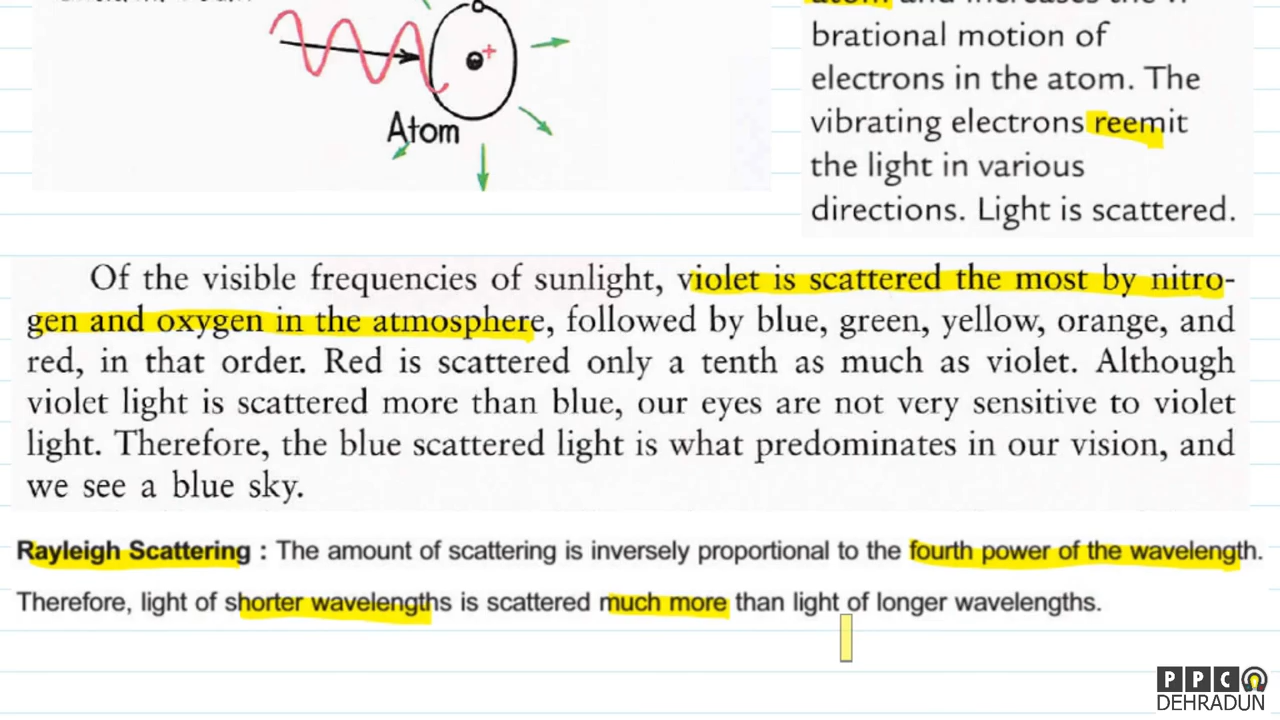 atom and increases the vi-
brational motion of
electrons in the atom. The
vibrating electrons reemit
the light in various
directions. Light is scattered.
+
Atom
Of the visible frequencies of sunlight, violet is scattered the most by nitro-
gen and oxygen in the atmosphere, followed by blue, green, yellow, orange, and
red, in that order. Red is scattered only a tenth as much as violet. Although
violet light is scattered more than blue, our eyes are not very sensitive to violet
light. Therefore, the blue scattered light is what predominates in our vision, and
we see a blue sky.
Rayleigh Scattering : The amount of scattering is inversely proportional to the fourth power of the wavelength.
Therefore, light of shorter wavelengths is scattered much more than light of longer wavelengths.
PPC
DEHRADUN